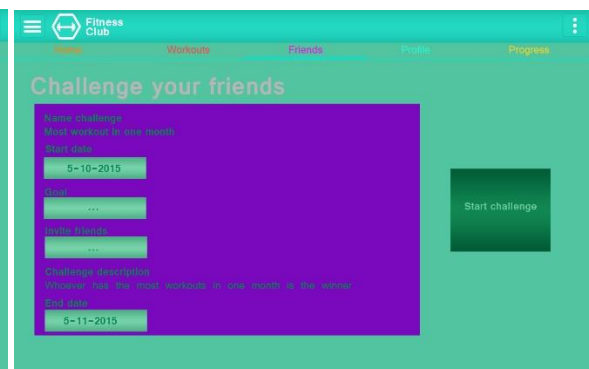 Fitness
Club
Home Workouts Friends Profile Progress
Challenge your friends
Name challenge
Most workout in one month
Start date
5-10-2015
Goal
...
Invite friends
...
Challenge description
Whoever has the most workouts in one month is the winner
End date
5-11-2015
Start challenge